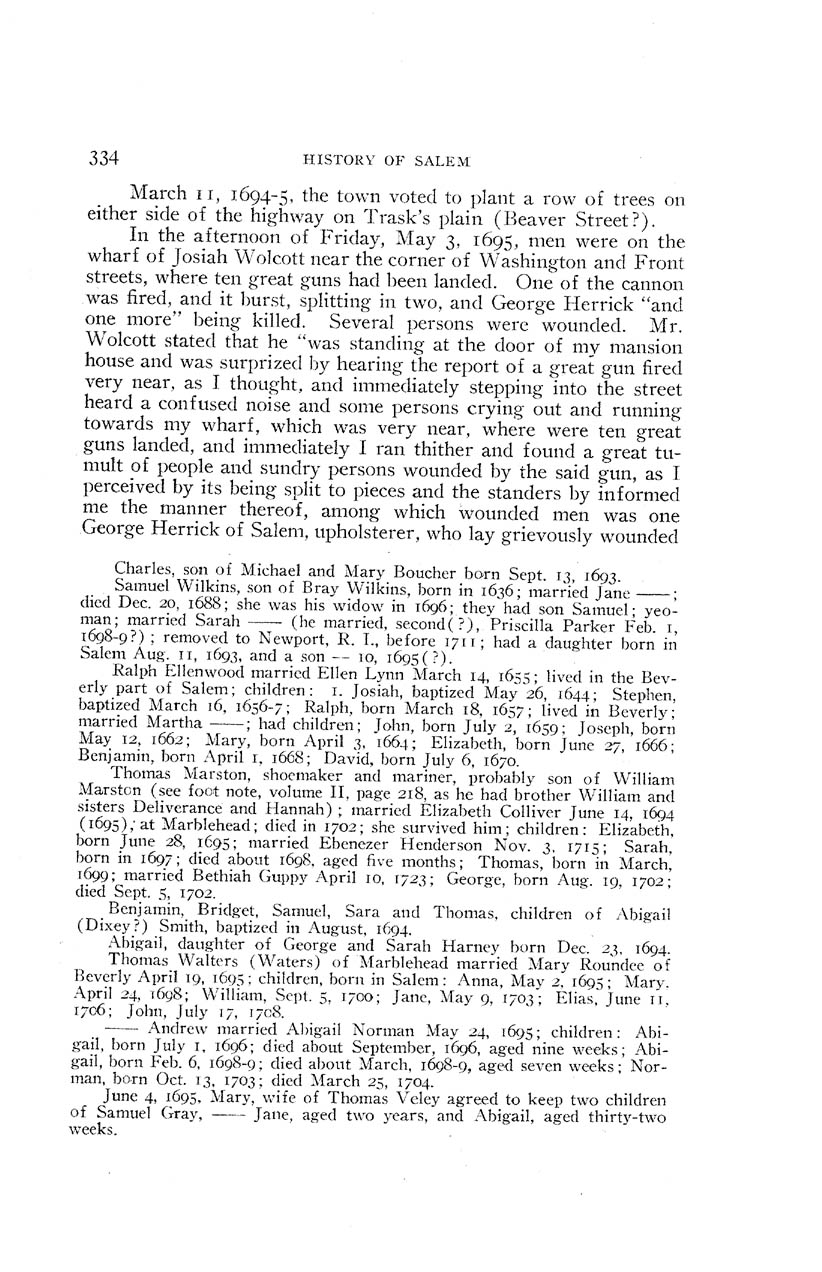 334 HISTORY OF SALEM
March 11, 1694-5, the town voted to plant a row of trees on
either side of the highway on Trask's plain (Beaver Street?).
In the afternoon of Friday, May 3, 1695, men were on the
wharf of Josiah Wolcott near the corner of Washington and Front
streets, where ten great guns had been landed. One of the cannon
was fired, and it burst, splitting in two, and George Herrick "and
one more" being killed. Several persons were wounded. Mr.
Wolcott stated that he "was standing at the door of my mansion
house and was surprized by hearing the report of a great gun fired
very near, as I thought, and immediately stepping into the street
heard a confused noise and some persons crying out and running
towards my wharf, which was very near, where were ten great
guns landed, and immediately I ran thither and found a great tu-
mult of people and sundry persons wounded by the said gun, as I
perceived by its being split to pieces and the standers by informed
me the manner thereof, among which wounded men was one
George Herrick of Salem, upholsterer, who lay grievously wounded
Charles, son of Michael and Mary Boucher born Sept. 13, 1693.
Samuel Wilkins, son of Bray Wilkins, born in 1636; married Jane ——;
died Dec. 20, 1688; she was his widow in 1696; they had son Samuel; yeo-
man; married Sarah —— (he married, second(?), Priscilla Parker Feb. 1,
1698-9?) ; removed to Newport, R. I., before 1711; had a daughter born in
Salem Aug. 11, 1693, and a son -- 10, 1695(?).
Ralph Ellenwood married Ellen Lynn March 14, 1655; lived in the Bev-
erly part of Salem; children: 1. Josiah, baptized May 26, 1644; Stephen,
baptized March 16, 1656-7; Ralph, born March 18, 1657; lived in Beverly;
married Martha ——; had children; John, born July 2, 1659; Joseph, born
May 12, 1662; Mary, born April 3, 1664; Elizabeth, born June 27, 1666;
Benjamin, born April 1, 1668; David, born July 6, 1670.
Thomas Marston, shoemaker and mariner, probably son of William
Marston (see foot note, volume II, page 218, as he had brother William and
sisters Deliverance and Hannah) ; married Elizabeth Colliver June 14, 1694
(1695), at Marblehead; died in 1702; she survived him; children: Elizabeth,
born June 28, 1695; married Ebenezer Henderson Nov. 3, 1715; Sarah,
born in 1697; died about 1698, aged five months; Thomas, born in March,
1699; married Bethiah Guppy April 10, 1723; George, born Aug. 19, 1702;
died Sept. 5, 1702.
Benjamin, Bridget, Samuel, Sara and Thomas, children of Abigail
(Dixey?) Smith, baptized in August, 1694.
Abigail, daughter of George and Sarah Harney born Dec. 23, 1694.
Thomas Walters (Waters) of Marblehead married Mary Roundee of
Beverly April 19, 1695; children, born in Salem: Anna, May 2, 1695; Mary,
April 24, 1698; William, Sept. 5, 1700; Jane, May 9, 1703; Elias, June 11,
1706; John, July 17, 1708.
—— Andrew married Abigail Norman May 24, 1695; children: Abi-
gail, born July 1, 1696; died about September, 1696, aged nine weeks; Abi-
gail, born Feb. 6, 1698-9; died about March, 1698-9, aged seven weeks; Nor-
man, born Oct. 13, 1703; died March 25, 1704.
June 4, 1695, Mary, wife of Thomas Veley agreed to keep two children
of Samuel Gray, —— Jane, aged two years, and Abigail, aged thirty-two
weeks.